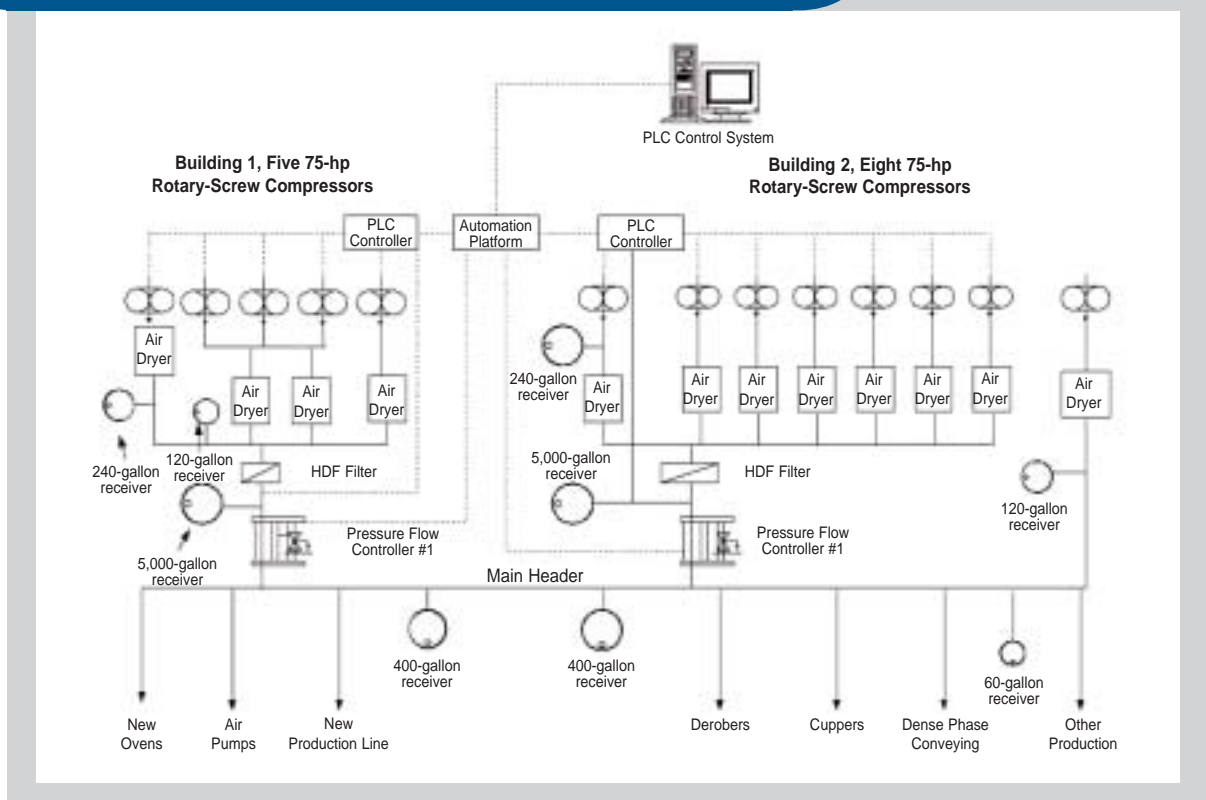 PLC Control System
Building 1, Five 75-hp
Rotary-Screw Compressors
Building 2, Eight 75-hp
Rotary-Screw Compressors
PLC
Controller
Automation
Platform
PLC
Controller
Air
Dryer
Air
Dryer
Air
Dryer
Air
Dryer
240-gallon
receiver
120-gallon
receiver
HDF Filter
5,000-gallon
receiver
Pressure Flow
Controller #1
240-gallon
receiver
Air
Dryer
Air
Dryer
Air
Dryer
Air
Dryer
Air
Dryer
Air
Dryer
Air
Dryer
Air
Dryer
5,000-gallon
receiver
HDF Filter
120-gallon
receiver
Pressure Flow
Controller #1
Main Header
400-gallon
receiver
400-gallon
receiver
60-gallon
receiver
New
Ovens
Air
Pumps
New
Production Line
Derobers
Cuppers
Dense Phase
Conveying
Other
Production